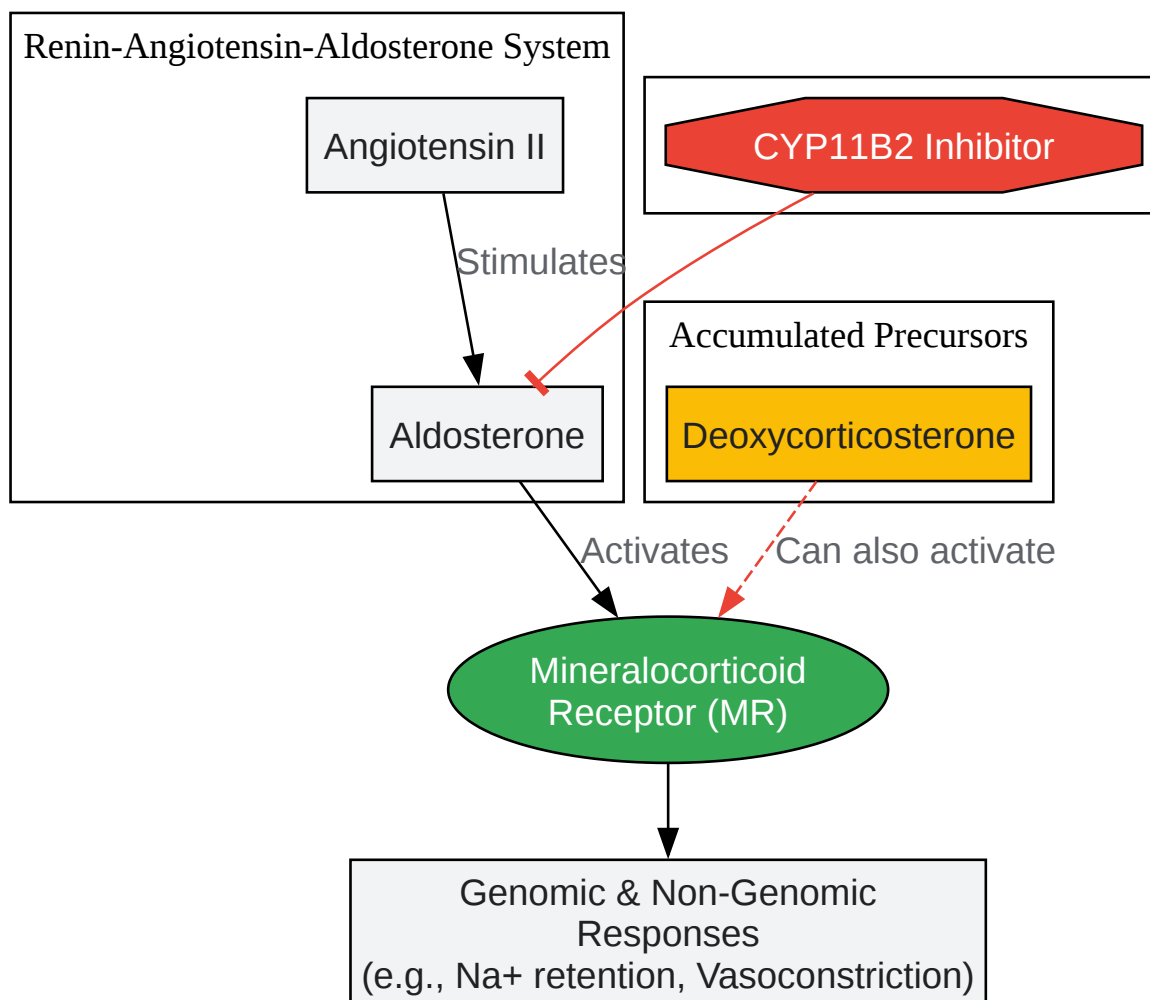 Renin-Angiotensin-Aldosterone System
Angiotensin II
CYP11B2 Inhibitor
Stimulates
Accumulated Precursors
Aldosterone
Deoxycorticosterone
Activates
Can also activate
Mineralocorticoid
Receptor (MR)
Genomic & Non-Genomic
Responses
(e.g., Na+ retention, Vasoconstriction)